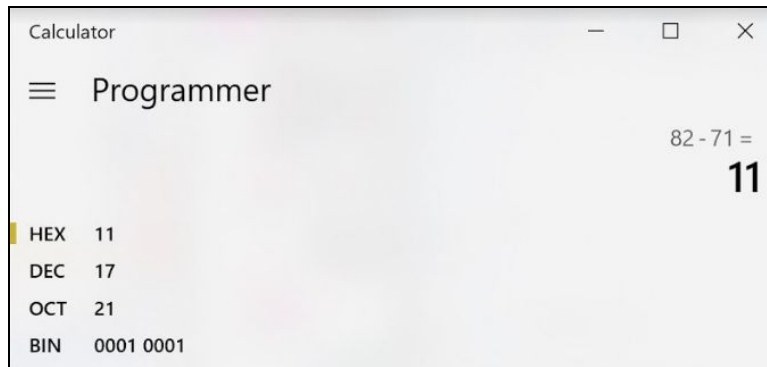 Calculator
Programmer
82 - 71 =
11
HEX 11
DEC 17
OCT 21
BIN 0001 0001